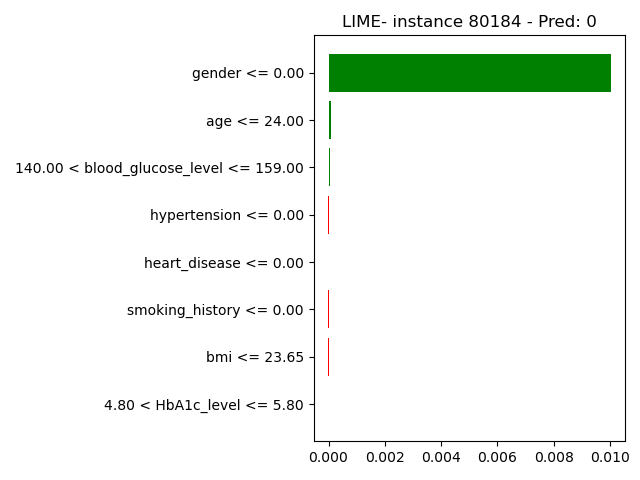 LIME- instance 80184 - Pred: 0
gender <= 0.00
age <= 24.00
140.00 < blood_glucose_level <= 159.00
hypertension <= 0.00
heart_disease <= 0.00
smoking_history <= 0.00
bmi <= 23.65
4.80 < HbA1c_level <= 5.80
0.000 0.002 0.004 0.006 0.008 0.010